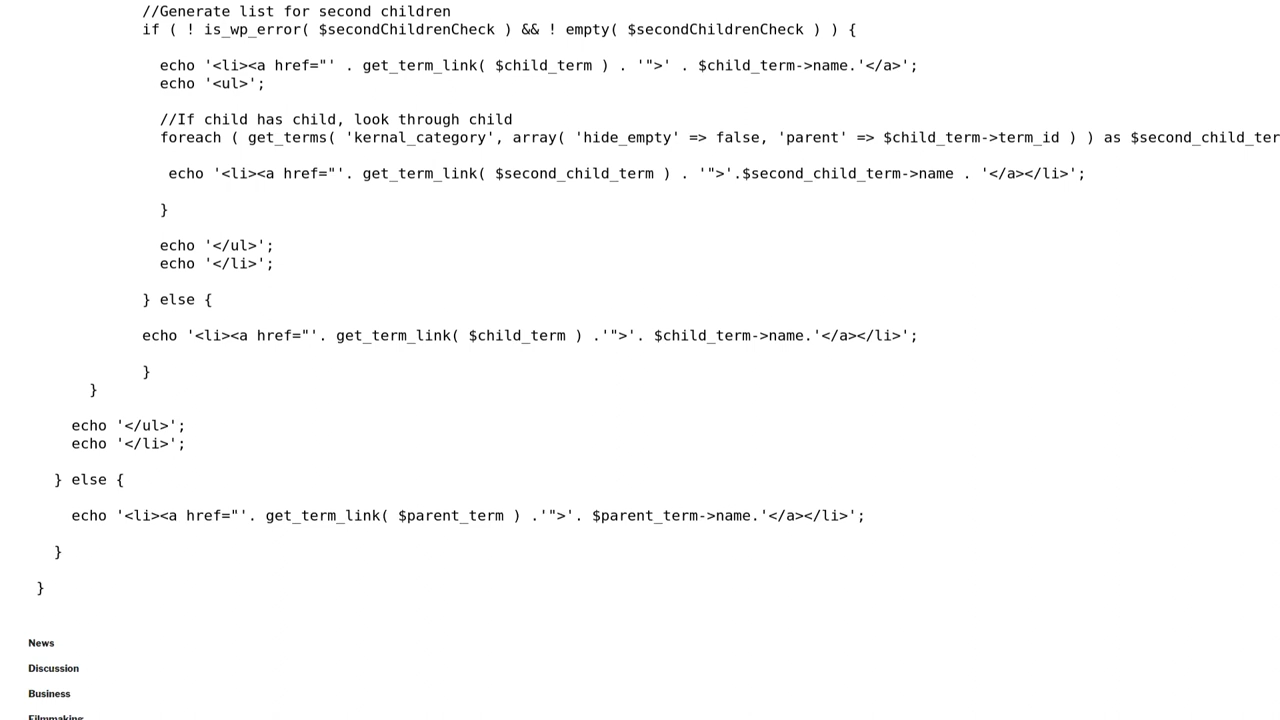 //Generate list for second children
if ( ! is_wp_error( $secondChildrenCheck ) && ! empty( $secondChildrenCheck ) ) {
echo '<li><a href="' . get_term_link( $child_term ) . '">' . $child_term->name.'</a>';
echo '<ul>';
//If child has child, look through child
foreach ( get_terms( 'kernal_category', array( 'hide_empty' => false, 'parent' => $child_term->term_id ) ) as $second_child_ter
echo '<li><a href="'. get_term_link( $second_child_term ) . '">'.$second_child_term->name . '</a></li>';
}
echo '</ul>';
echo '</li>';
} else {
echo '<li><a href="'. get_term_link( $child_term ) .'">'. $child_term->name.'</a></li>';
}
}
echo '</ul>';
echo '</li>';
} else {
echo '<li><a href="'. get_term_link( $parent_term ) .'">'. $parent_term->name.'</a></li>';
}
}
News
Discussion
Business
Filmmaking